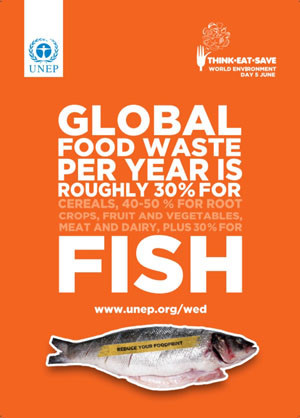 UNEP
THINK•EAT•SAVE
WORLD ENVIRONMENT
DAY 5 JUNE
GLOBAL
FOOD WASTE
PER YEAR IS
ROUGHLY 30% FOR
CEREALS, 40-50 % FOR ROOT
CROPS, FRUIT AND VEGETABLES,
MEAT AND DAIRY, PLUS 30% FOR
FISH
www.unep.org/wed
REDUCE YOUR FOODPRINT